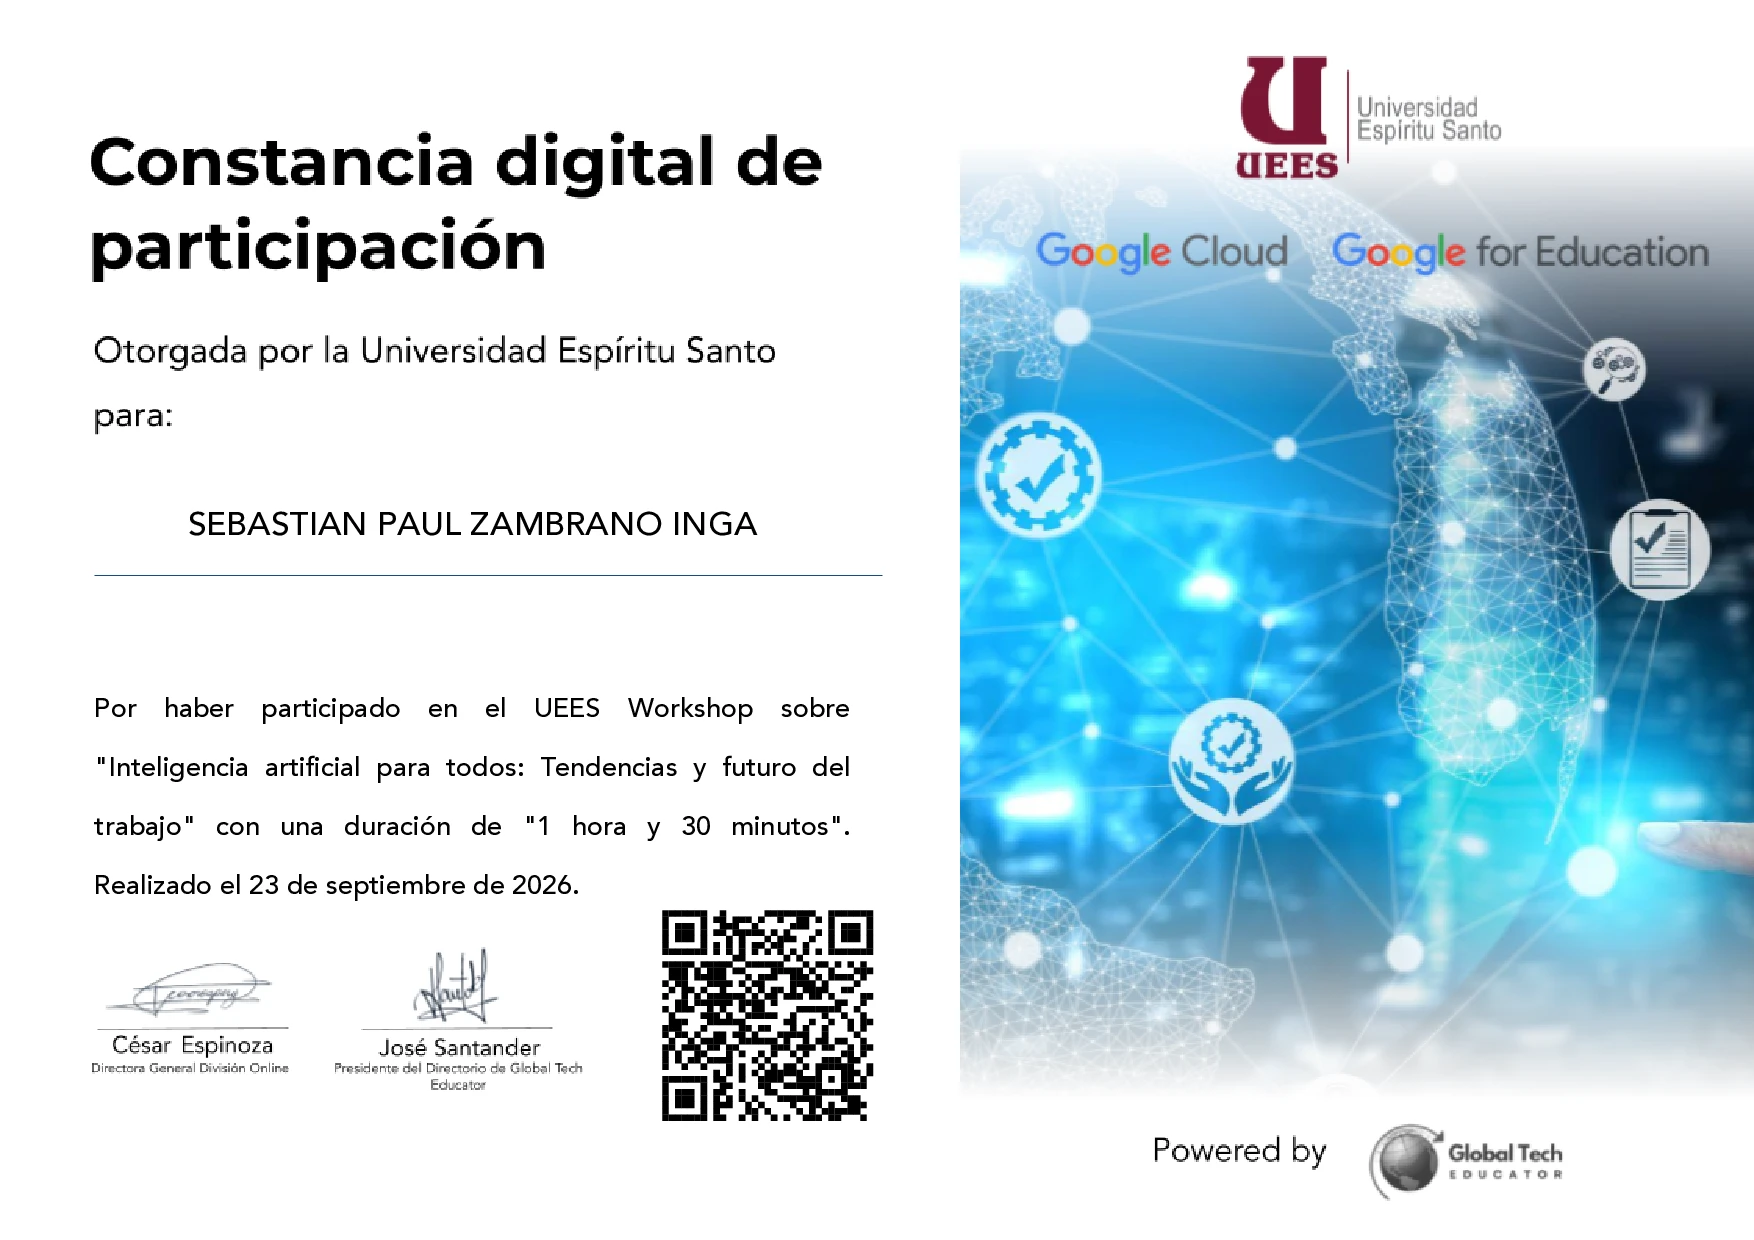 Constancia digital de
participación
Otorgada por la Universidad Espíritu Santo
para:
SEBASTIAN PAUL ZAMBRANO INGA
Por haber participado en el UEES Workshop sobre
"Inteligencia artificial para todos: Tendencias y futuro del
trabajo" con una duración de "1 hora y 30 minutos".
Realizado el 23 de septiembre de 2026.
César Espinoza
Directora General División Online
José Santander
Presidente del Directorio de Global Tech
Educator
U
UEES
Universidad
Espíritu Santo
Google Cloud
Google for Education
Powered by
Global Tech
EDUCATOR